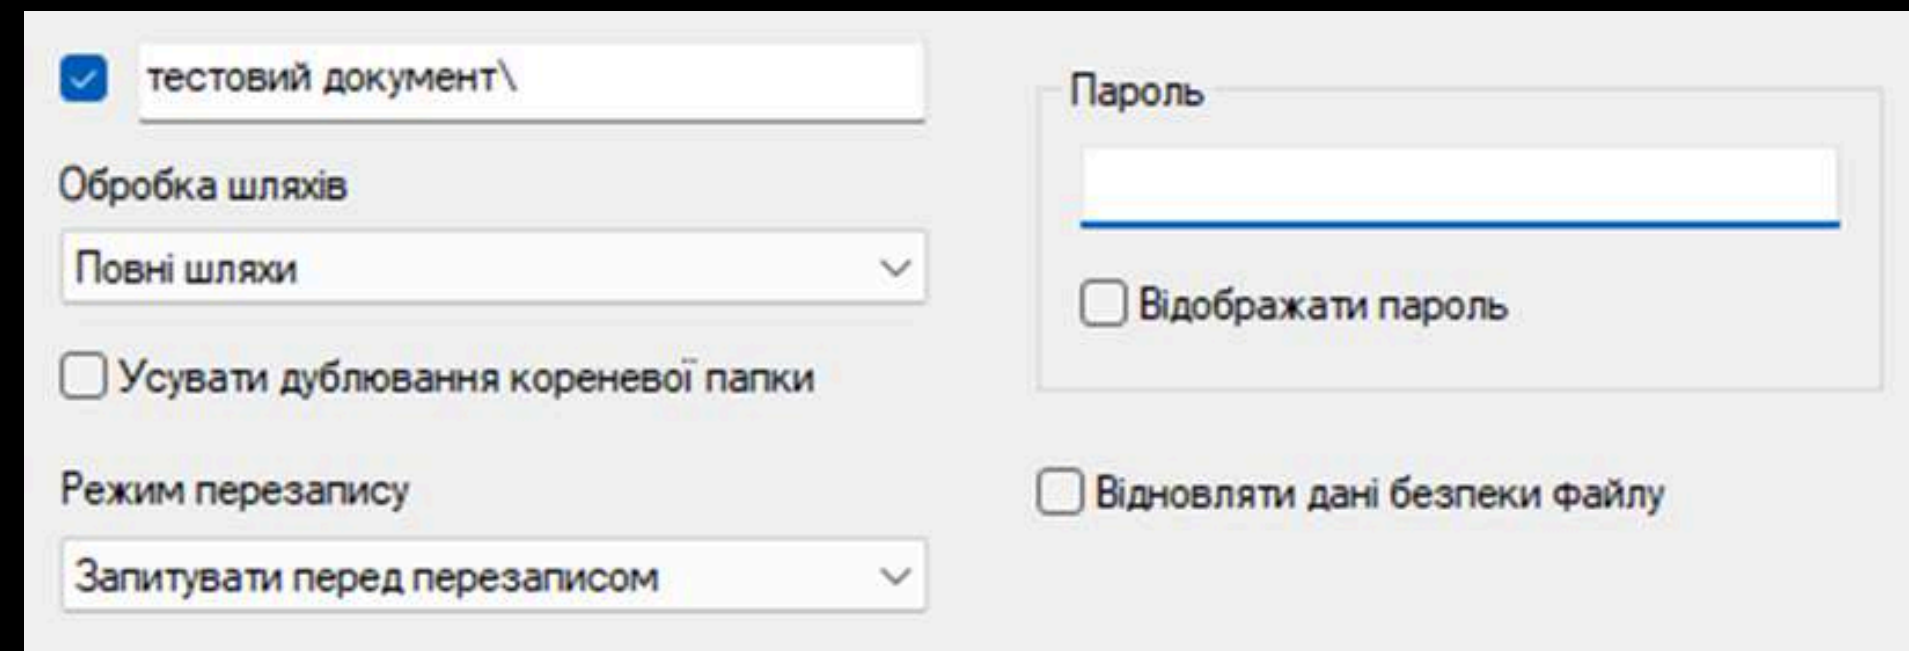 тестовий документ\
Обробка шляхів
Повні шляхи
Усувати дублювання кореневої папки
Режим перезапису
Запитувати перед перезаписом
Пароль
Відображати пароль
Відновляти дані безпеки файлу